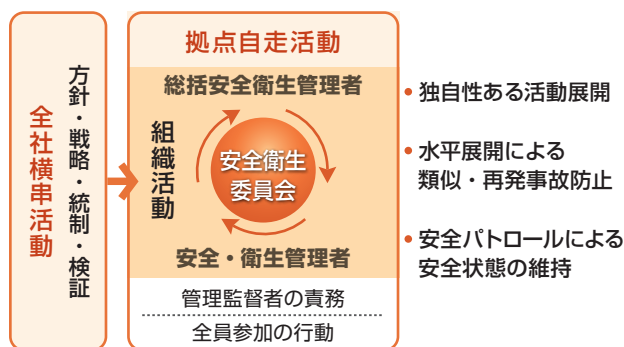 全社横串活動
方針・戦略・統制・検証
拠点自走活動
総括安全衛生管理者
組織活動
安全衛生
委員会
安全・衛生管理者
管理監督者の責務
全員参加の行動
• 独自性ある活動展開
• 水平展開による
類似・再発事故防止
• 安全パトロールによる
安全状態の維持